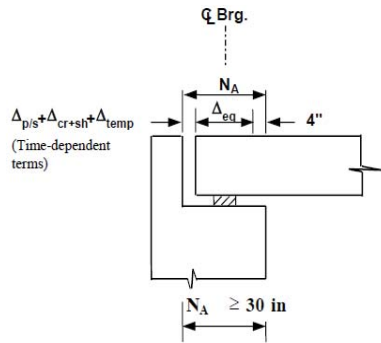 ℄ Brg.
N_A
Δ_p/s+Δ_cr+sh+Δ_temp
Δ_eq
4"
(Time-dependent
terms)
N_A ≥ 30 in